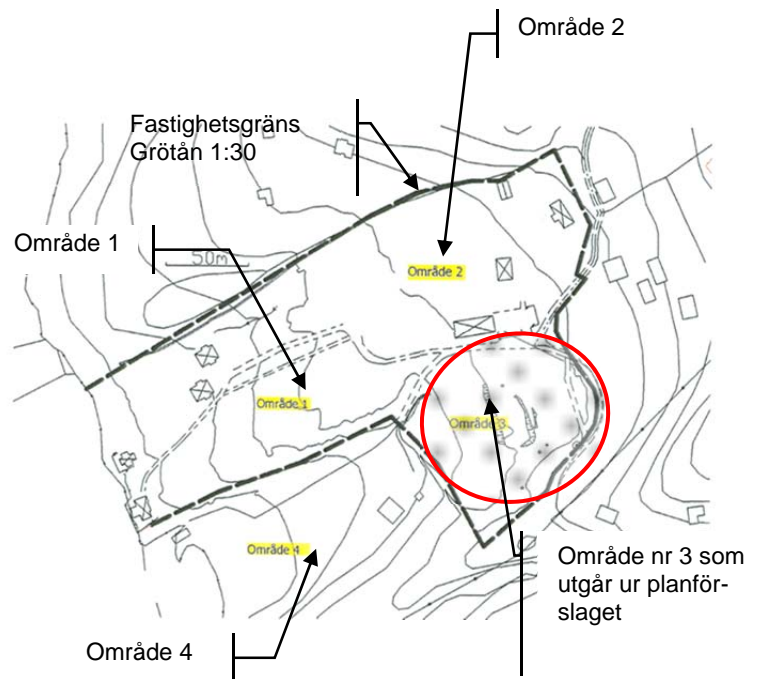 Område 2
Fastighetsgräns
Grötån 1:30
Område 1
50m
Område 2
Område 1
Område 3
Område 4
Område nr 3 som
utgår ur planför-
slaget
Område 4